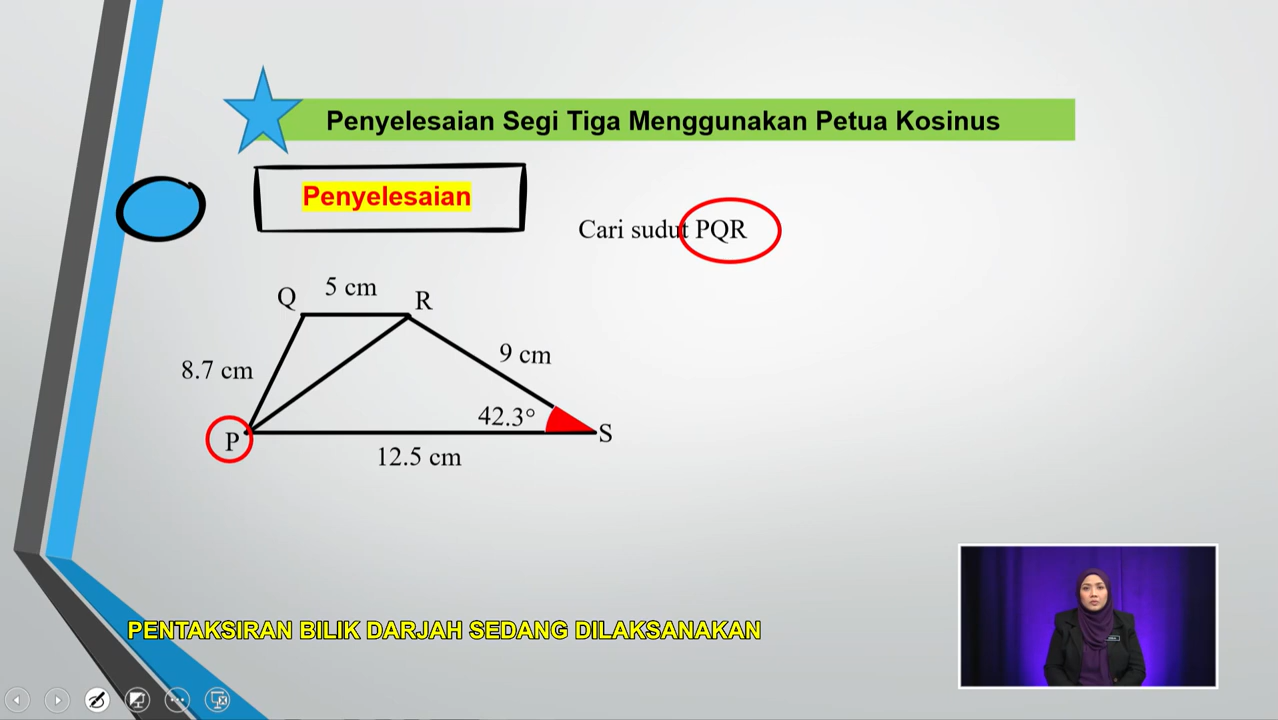 Penyelesaian Segi Tiga Menggunakan Petua Kosinus
Penyelesaian
Cari sudut PQR
5 cm
Q
R
9 cm
8.7 cm
42.3°
P
S
12.5 cm
PENTAKSIRAN BILIK DARJAH SEDANG DILAKSANAKAN